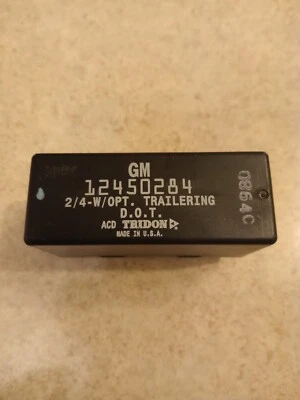 GM
12450284
2/4-W/OPT. TRAILERING
D.O.T.
ACD TRIDON
MADE IN U.S.A.
0864C